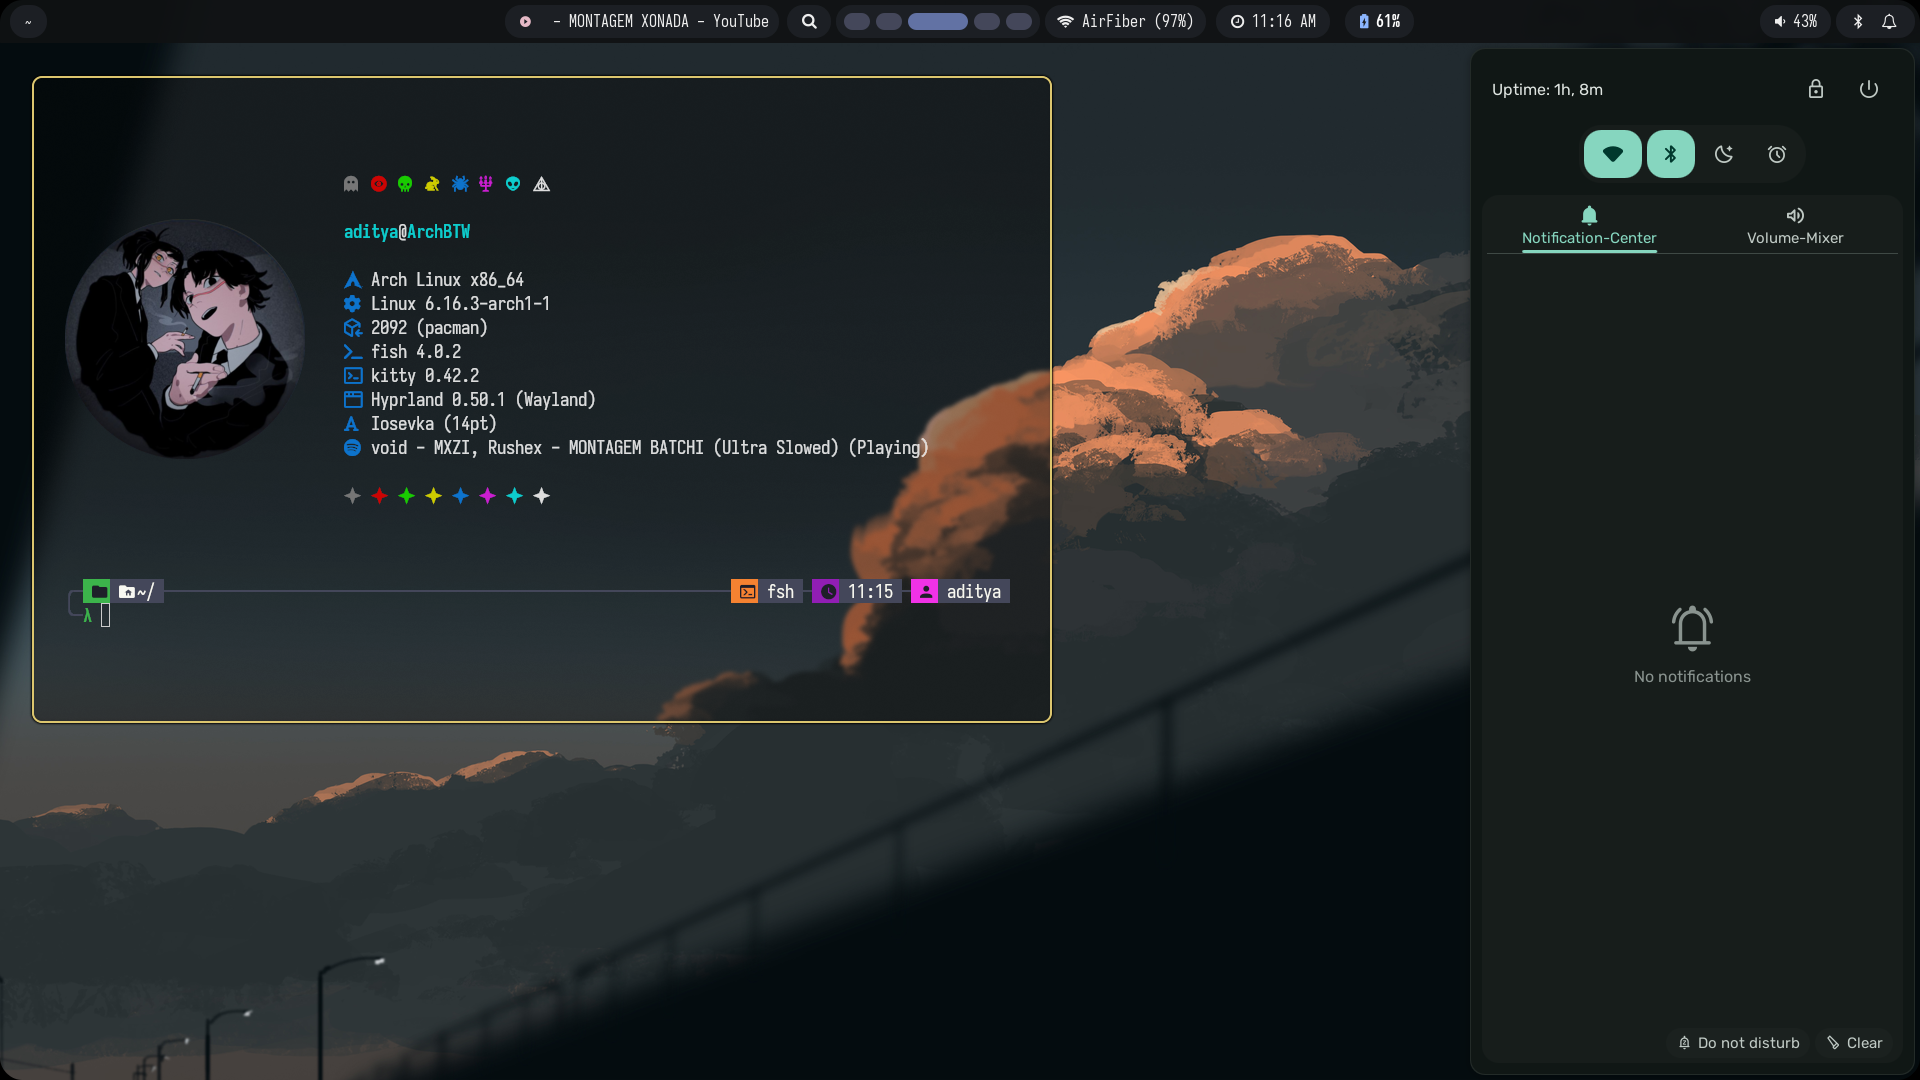 ~
- MONTAGEM XONADA - YouTube
AirFiber (97%)
11:16 AM
61%
43%
Uptime: 1h, 8m
Notification-Center
Volume-Mixer
aditya@ArchBTW
Arch Linux x86_64
Linux 6.16.3-arch1-1
2092 (pacman)
fish 4.0.2
kitty 0.42.2
Hyprland 0.50.1 (Wayland)
Iosevka (14pt)
void - MXZI, Rushex - MONTAGEM BATCHI (Ultra Slowed) (Playing)
~/
fsh
11:15
aditya
λ
No notifications
Do not disturb
Clear